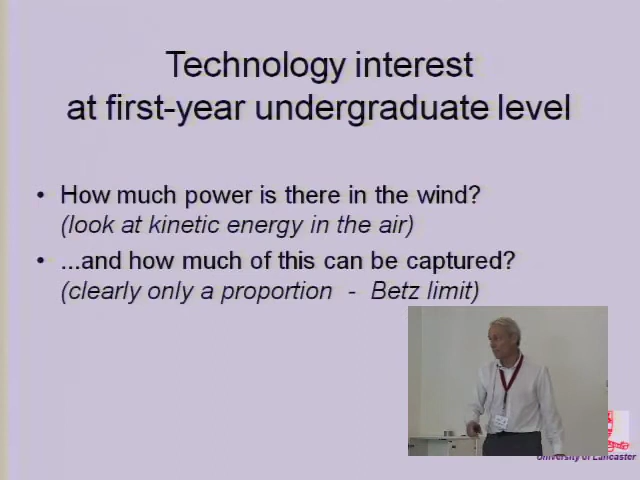 Technology interest
at first-year undergraduate level
• How much power is there in the wind?
(look at kinetic energy in the air)
• ...and how much of this can be captured?
(clearly only a proportion - Betz limit)
University of Lancaster